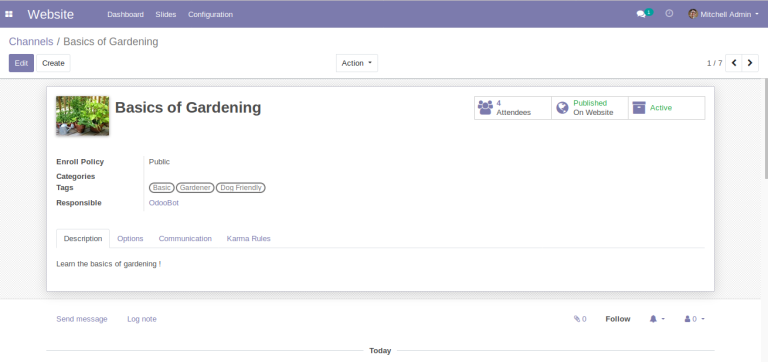 Website Dashboard Slides Configuration 1 Mitchell Admin
Channels / Basics of Gardening
Edit Create Action 1 / 7
Basics of Gardening
4 Attendees
Published On Website
Active
Enroll Policy Public
Categories
Tags Basic Gardener Dog Friendly
Responsible OdooBot
Description Options Communication Karma Rules
Learn the basics of gardening !
Send message Log note 0 Follow 0
Today